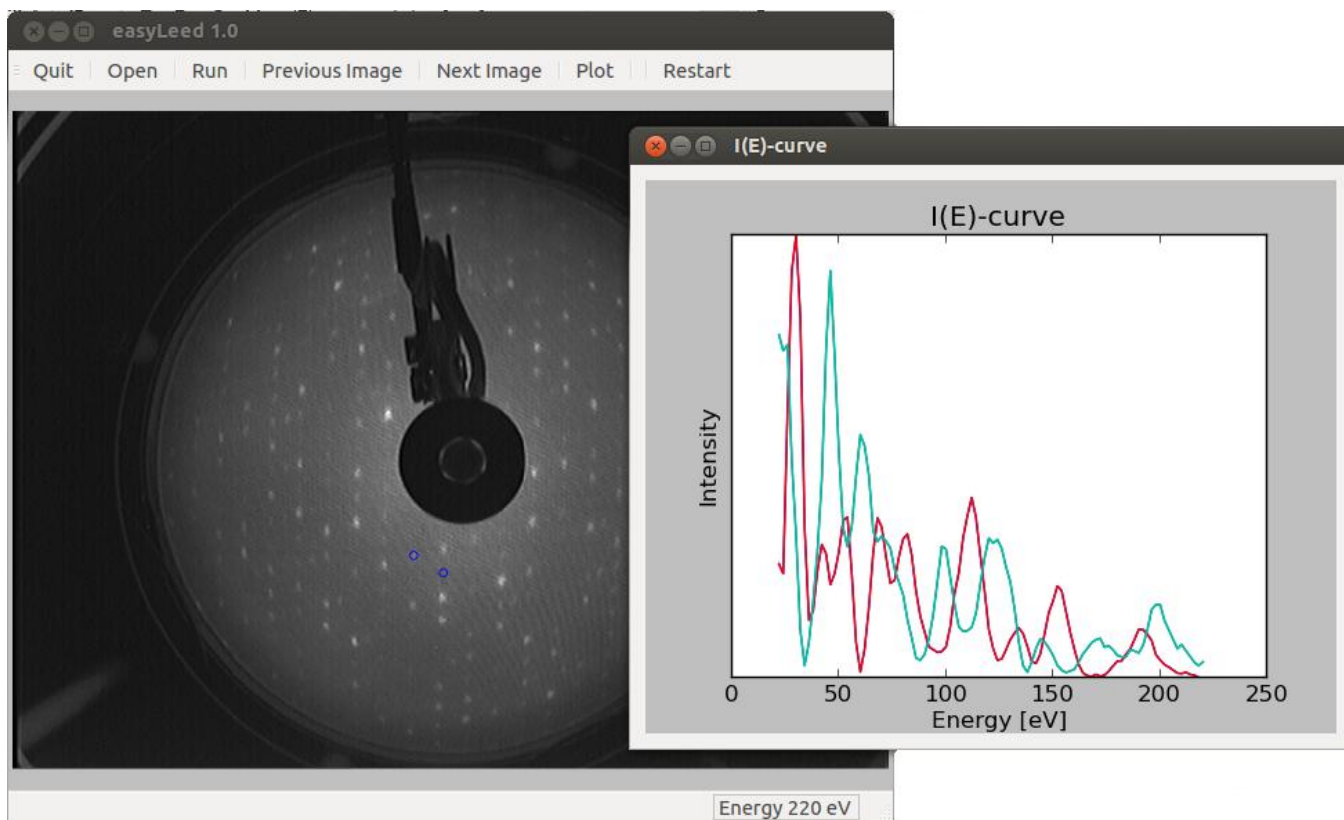 easyLeed 1.0
Quit Open Run Previous Image Next Image Plot Restart
I(E)-curve
I(E)-curve
Intensity
0 50 100 150 200 250
Energy [eV]
Energy 220 eV